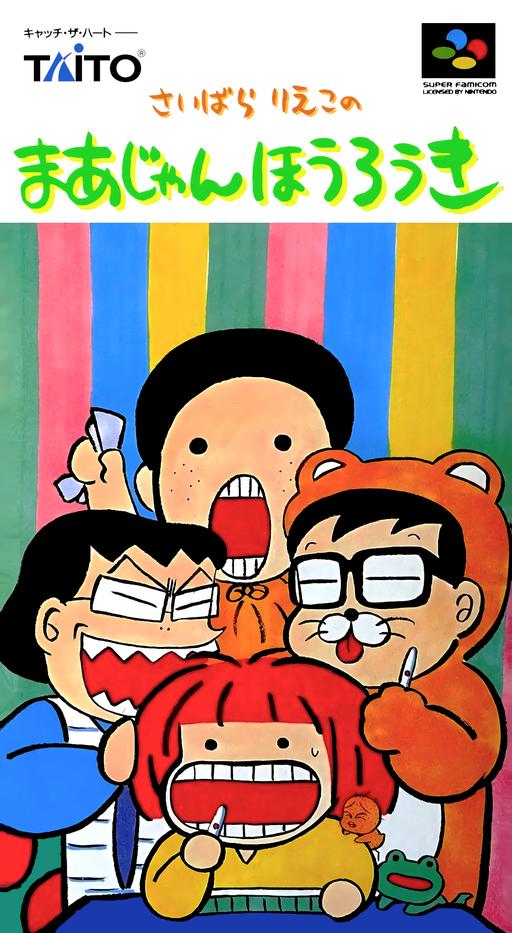 キャッチ・ザ・ハート
TAITO®
SUPER FAMICOM
LICENSED BY NINTENDO
さいばらりえこの
まあじゃんほうろうき